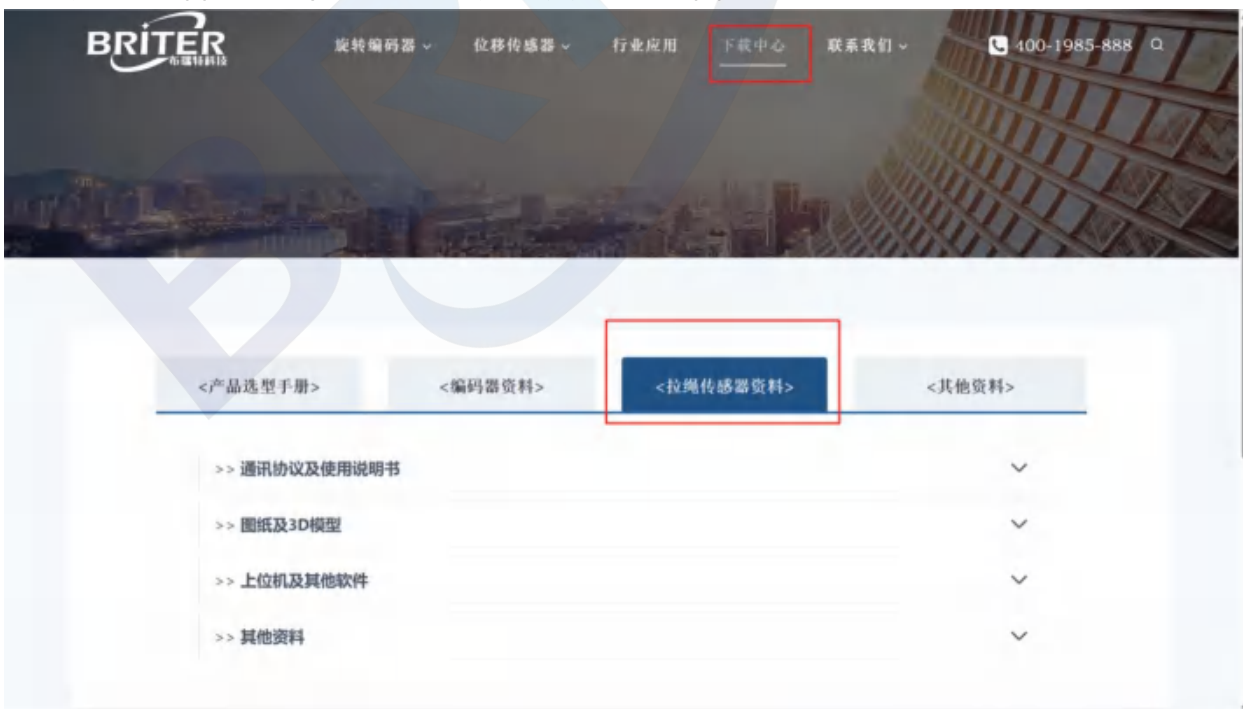 BRITER
布瑞特科技
旋转编码器 位移传感器 行业应用 下载中心 联系我们 400-1985-888
<产品选型手册> <编码器资料> <拉绳传感器资料> <其他资料>
>> 通讯协议及使用说明书
>> 图纸及3D模型
>> 上位机及其他软件
>> 其他资料